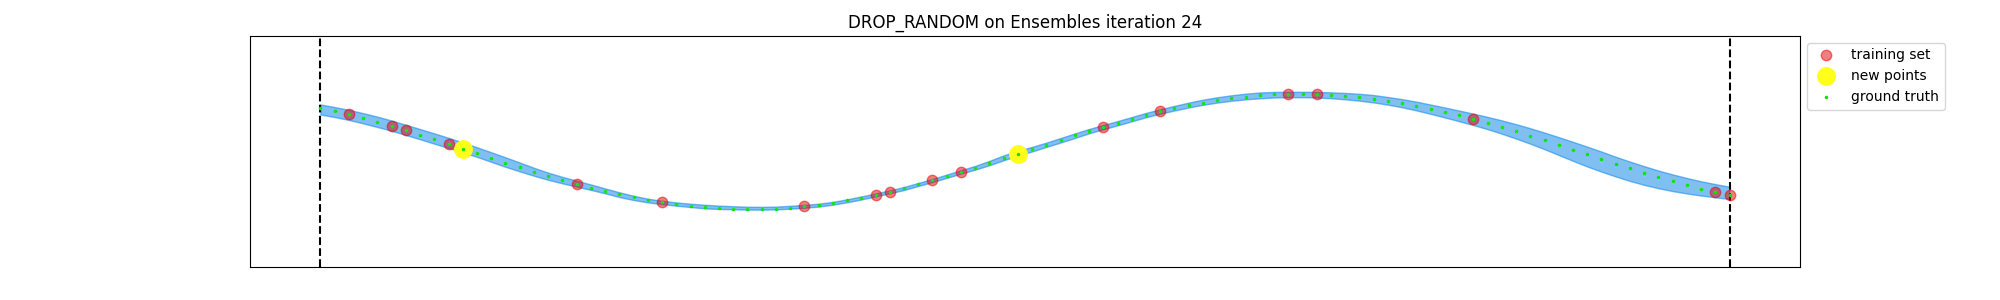 DROP_RANDOM on Ensembles iteration 24
training set
new points
ground truth